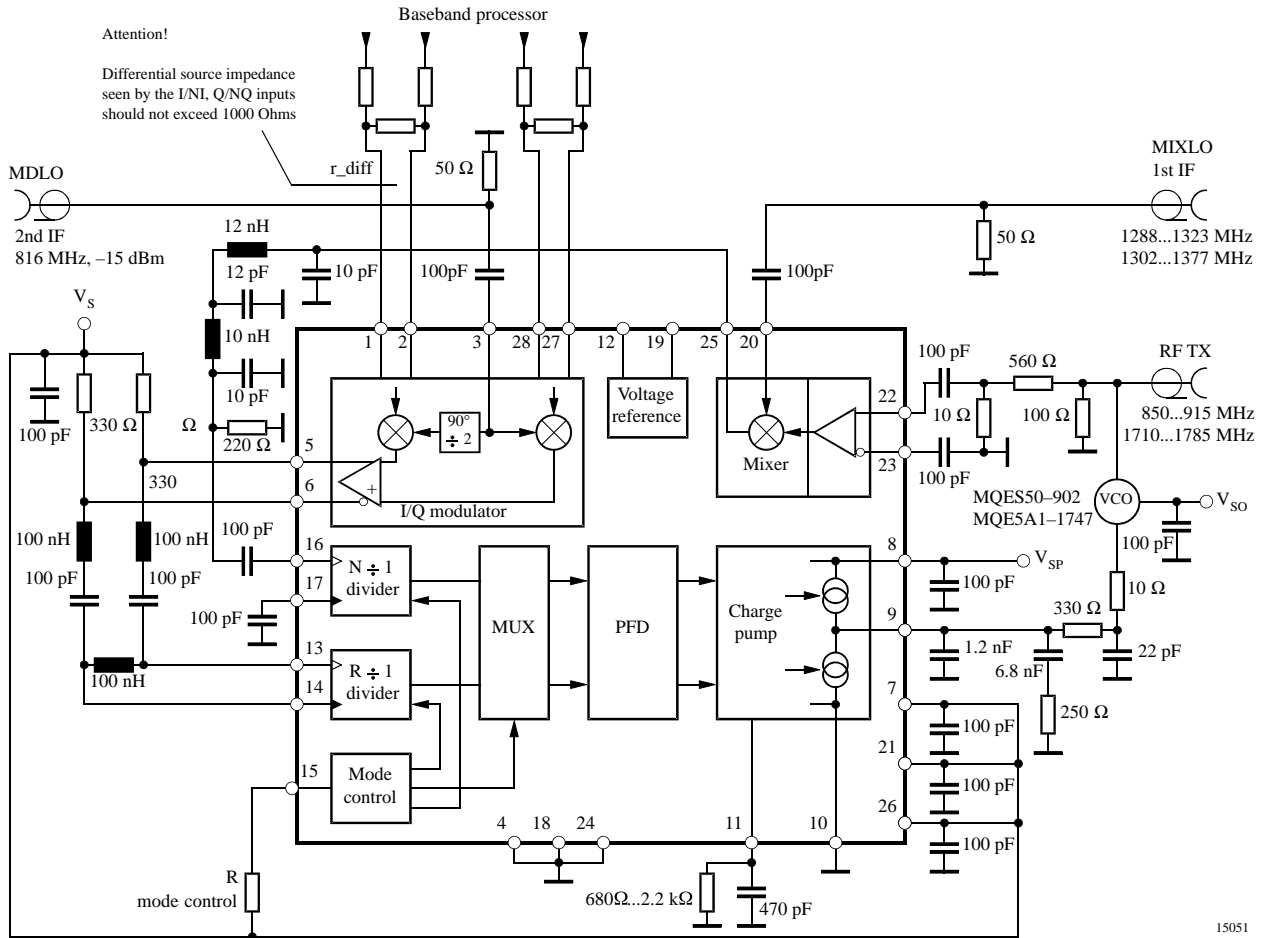 Baseband processor
Attention!
Differential source impedance
seen by the I/NI, Q/NQ inputs
should not exceed 1000 Ohms
r_diff
50 Ω
MDLO
2nd IF
816 MHz, –15 dBm
MIXLO
1st IF
1288...1323 MHz
1302...1377 MHz
50 Ω
12 nH
12 pF
10 pF
100pF
100pF
V_S
10 nH
10 pF
1
2
3
28
27
12
19
25
20
100 pF
330 Ω
Ω
220 Ω
90°
÷ 2
Voltage
reference
Mixer
22
23
100 pF
560 Ω
10 Ω
100 Ω
100 pF
RF TX
850...915 MHz
1710...1785 MHz
5
330
6
+
I/Q modulator
MQES50–902
MQE5A1–1747
VCO
V_SO
100 pF
100 nH
100 nH
100 pF
100 pF
100 pF
16
17
N ÷ 1
divider
MUX
PFD
Charge
pump
8
V_SP
100 pF
10 Ω
330 Ω
9
1.2 nF
6.8 nF
22 pF
250 Ω
100 pF
13
14
R ÷ 1
divider
100 nH
7
100 pF
21
100 pF
26
100 pF
15
Mode
control
4
18
24
11
10
R
mode control
680Ω...2.2 kΩ
470 pF
15051